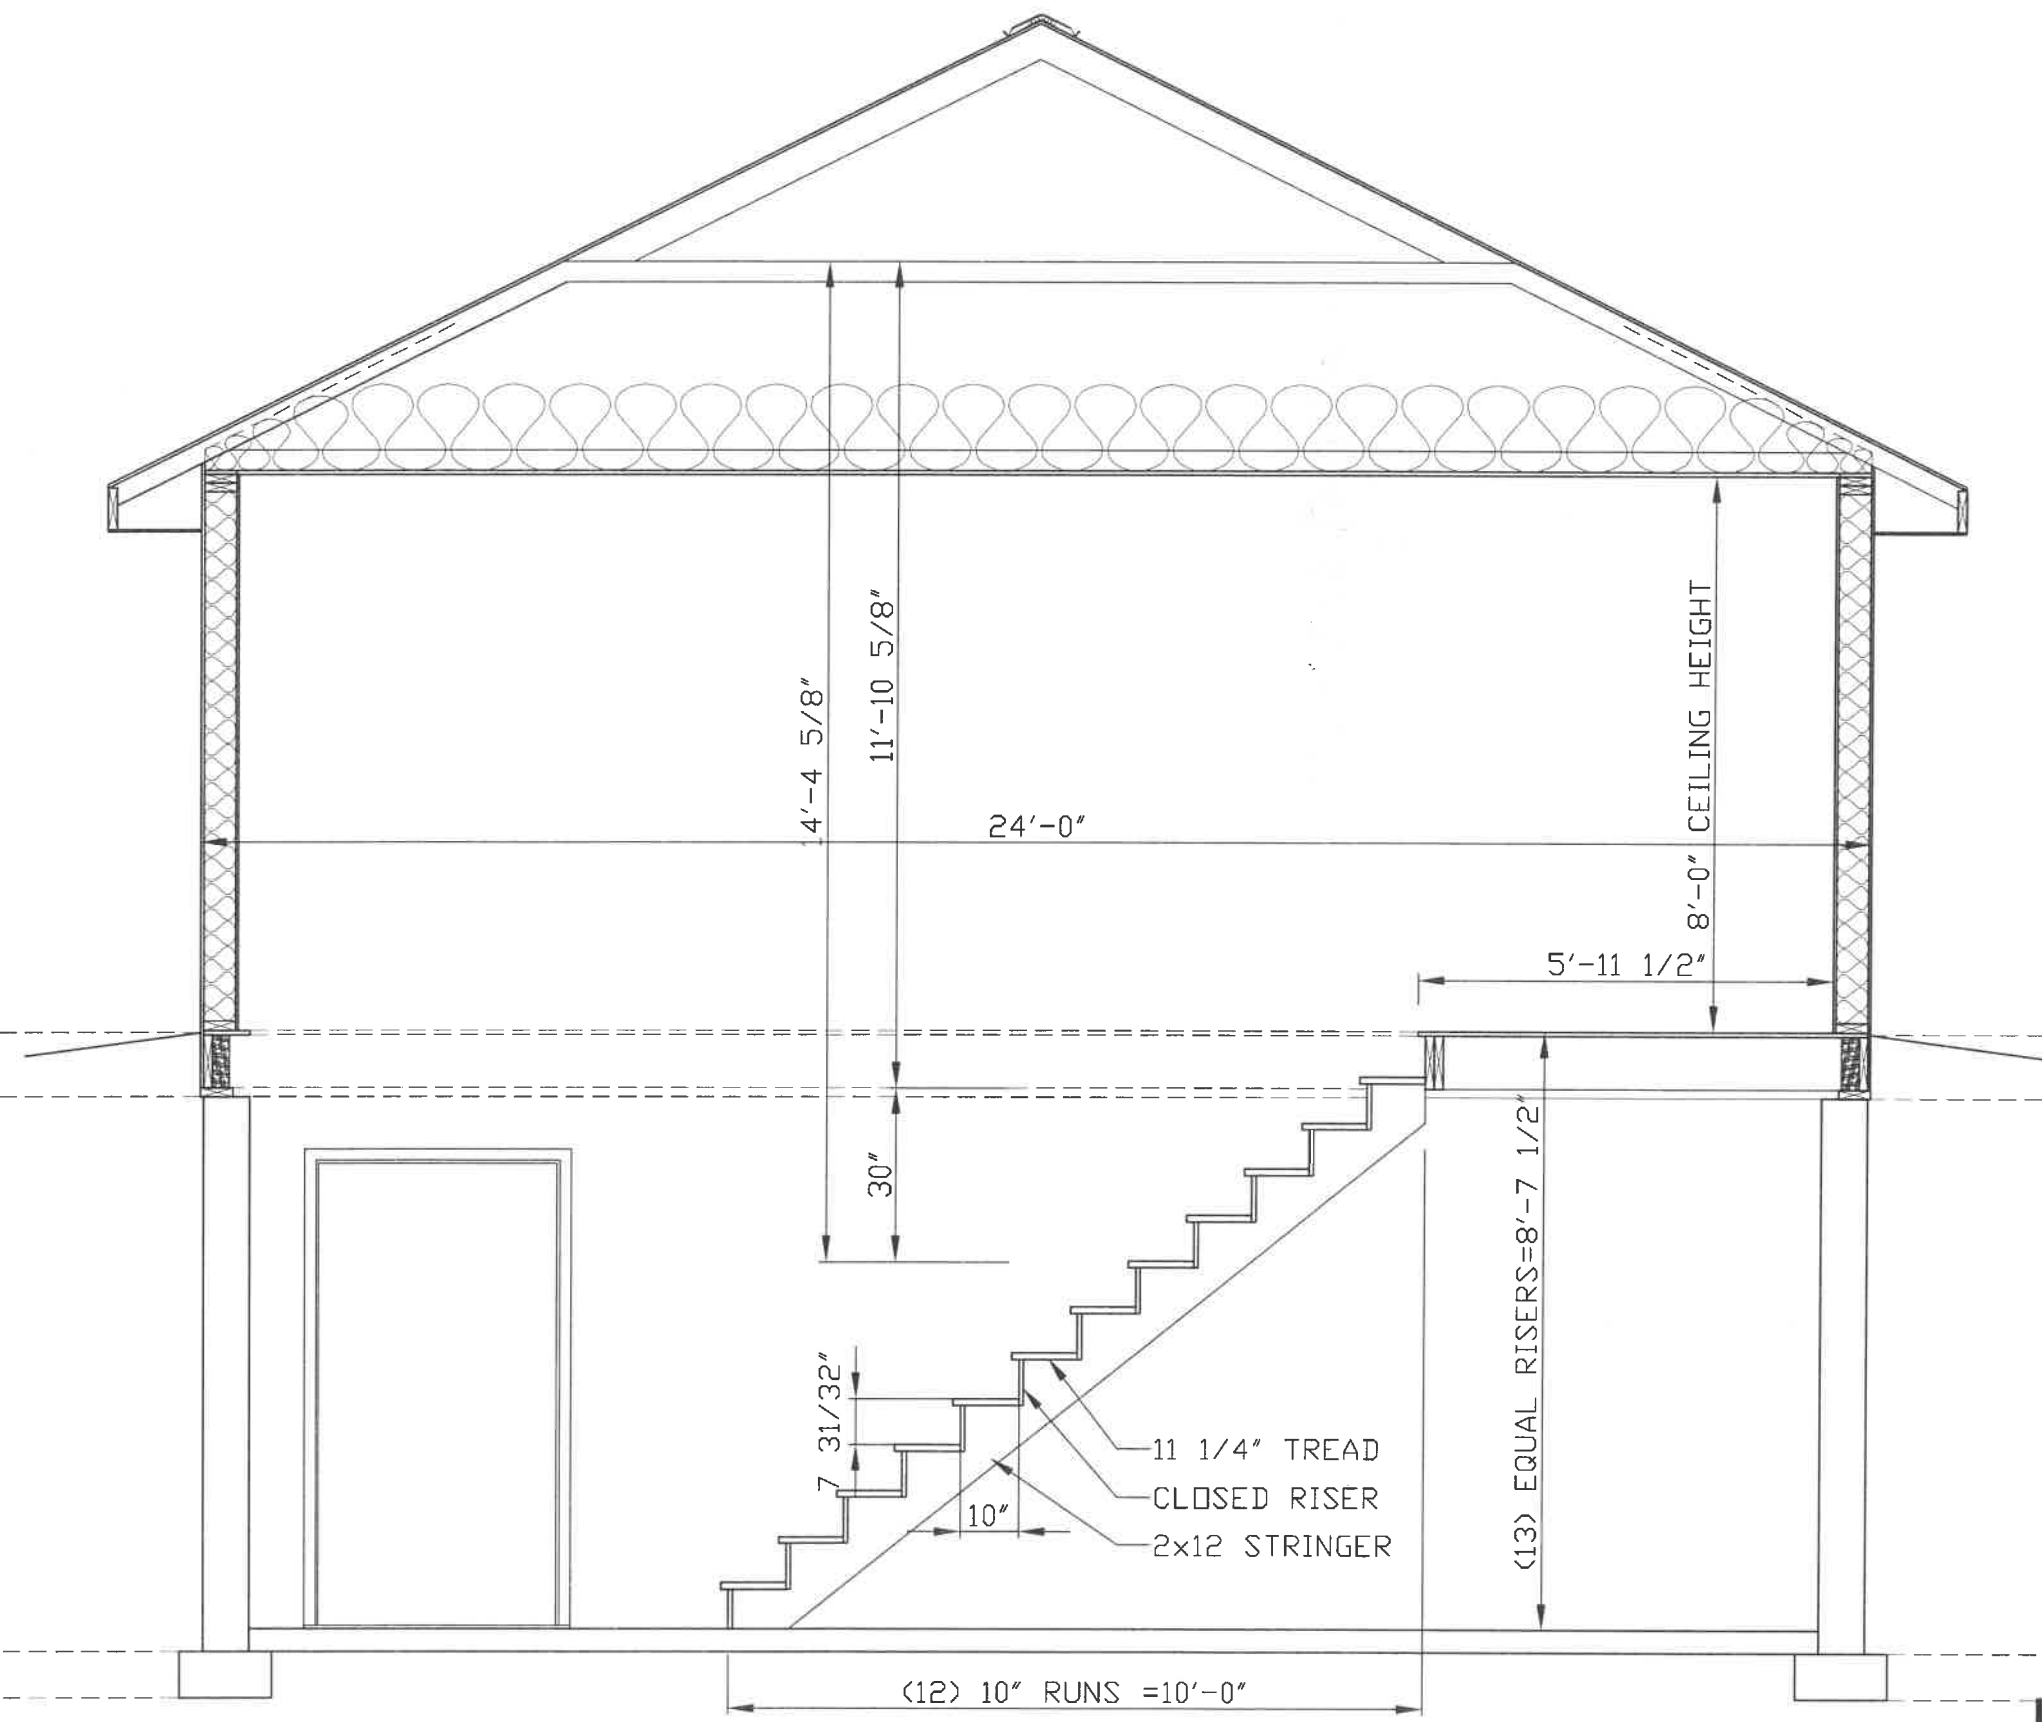 14'-4 5/8"
11'-10 5/8"
8'-0" CEILING HEIGHT
24'-0"
5'-11 1/2"
30"
(13) EQUAL RISERS=8'-7 1/2"
7 31/32"
10"
11 1/4" TREAD
CLOSED RISER
2x12 STRINGER
(12) 10" RUNS =10'-0"